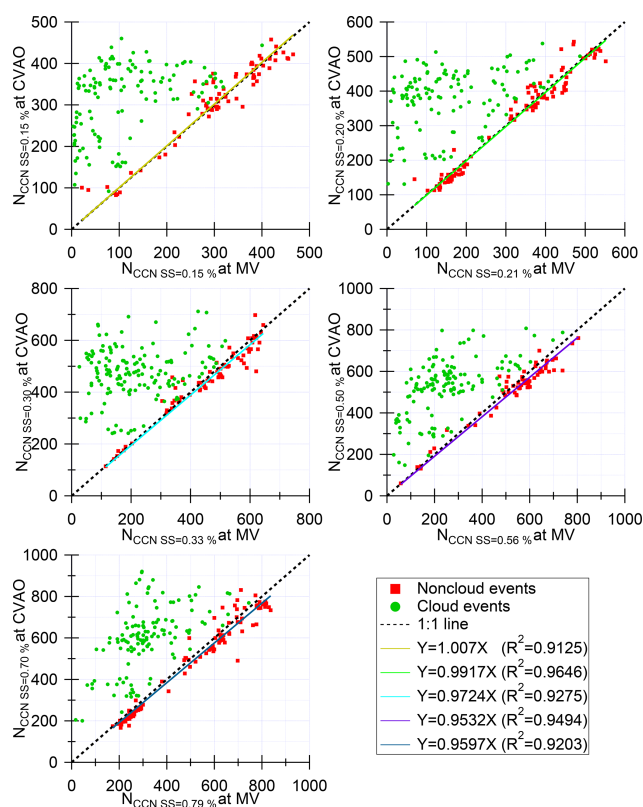 500
400
300
200
100
0
N_CCN SS=0.15 % at CVAO
0 100 200 300 400 500
N_CCN SS=0.15 % at MV
600
500
400
300
200
100
0
N_CCN SS=0.20 % at CVAO
0 100 200 300 400 500 600
N_CCN SS=0.21 % at MV
800
600
400
200
0
N_CCN SS=0.30 % at CVAO
0 200 400 600 800
N_CCN SS=0.33 % at MV
1000
800
600
400
200
0
N_CCN SS=0.50 % at CVAO
0 200 400 600 800 1000
N_CCN SS=0.56 % at MV
1000
800
600
400
200
0
N_CCN SS=0.70 % at CVAO
0 200 400 600 800 1000
N_CCN SS=0.79 % at MV
Noncloud events
Cloud events
1:1 line
Y=1.007X (R²=0.9125)
Y=0.9917X (R²=0.9646)
Y=0.9724X (R²=0.9275)
Y=0.9532X (R²=0.9494)
Y=0.9597X (R²=0.9203)